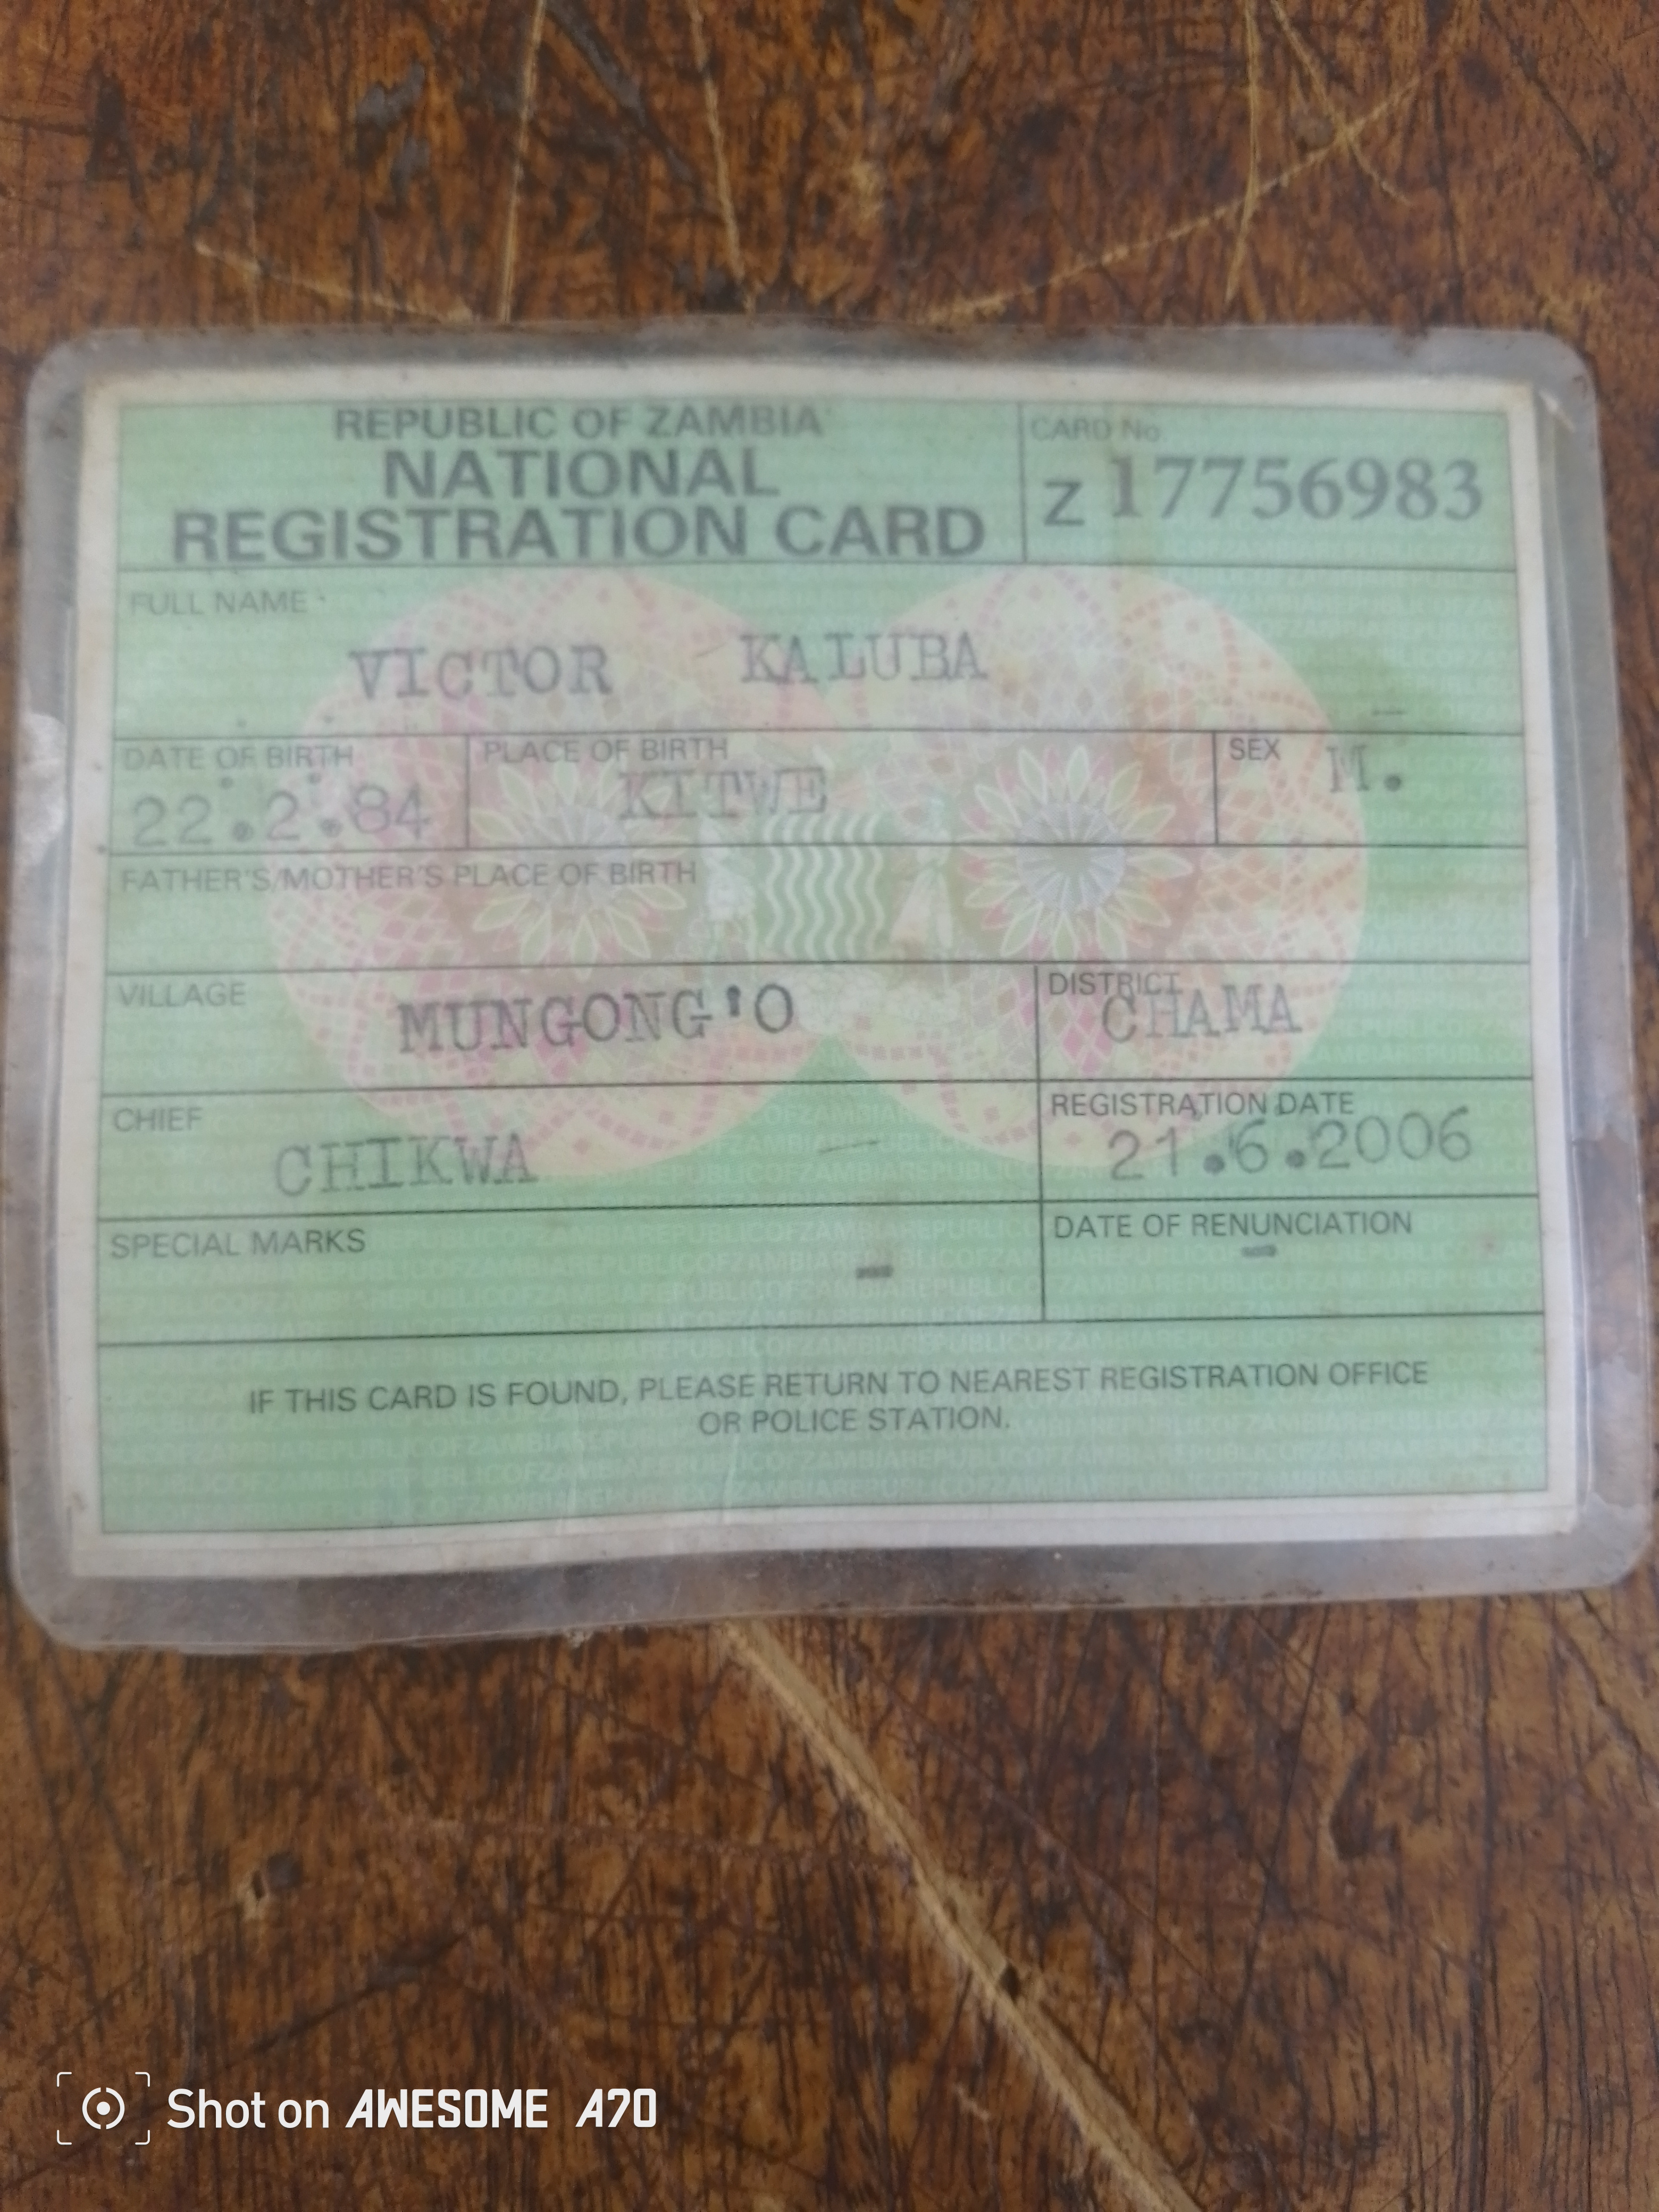 REPUBLIC OF ZAMBIA
NATIONAL
REGISTRATION CARD
CARD No.
Z 17756983
FULL NAME
VICTOR KALUBA
DATE OF BIRTH
22.2.84
PLACE OF BIRTH
KITWE
SEX M.
FATHER'S/MOTHER'S PLACE OF BIRTH
VILLAGE
MUNGONG'O
DISTRICT
CHAMA
CHIEF
CHIKWA
REGISTRATION DATE
21.6.2006
SPECIAL MARKS
-
DATE OF RENUNCIATION
-
IF THIS CARD IS FOUND, PLEASE RETURN TO NEAREST REGISTRATION OFFICE
OR POLICE STATION.
Shot on AWESOME A70